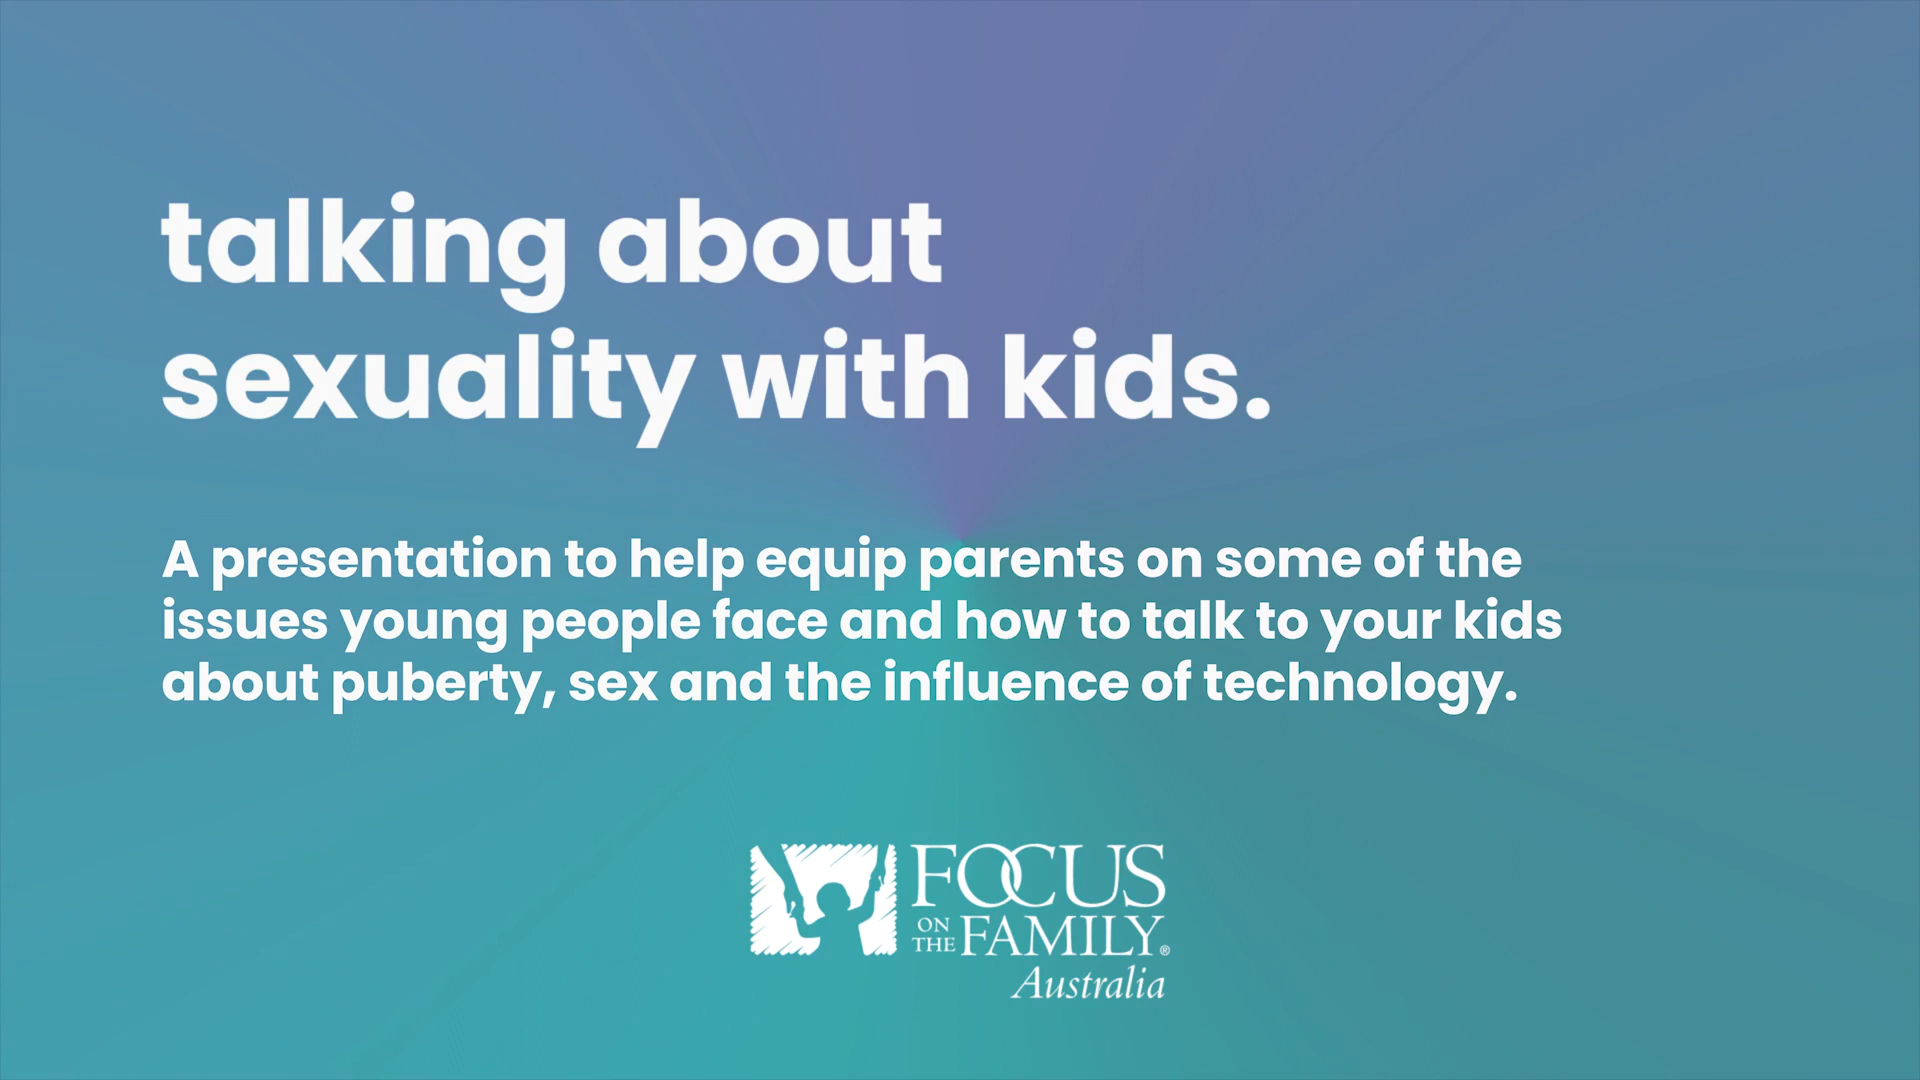 talking about
sexuality with kids.
A presentation to help equip parents on some of the
issues young people face and how to talk to your kids
about puberty, sex and the influence of technology.
FOCUS
ON THE FAMILY®
Australia